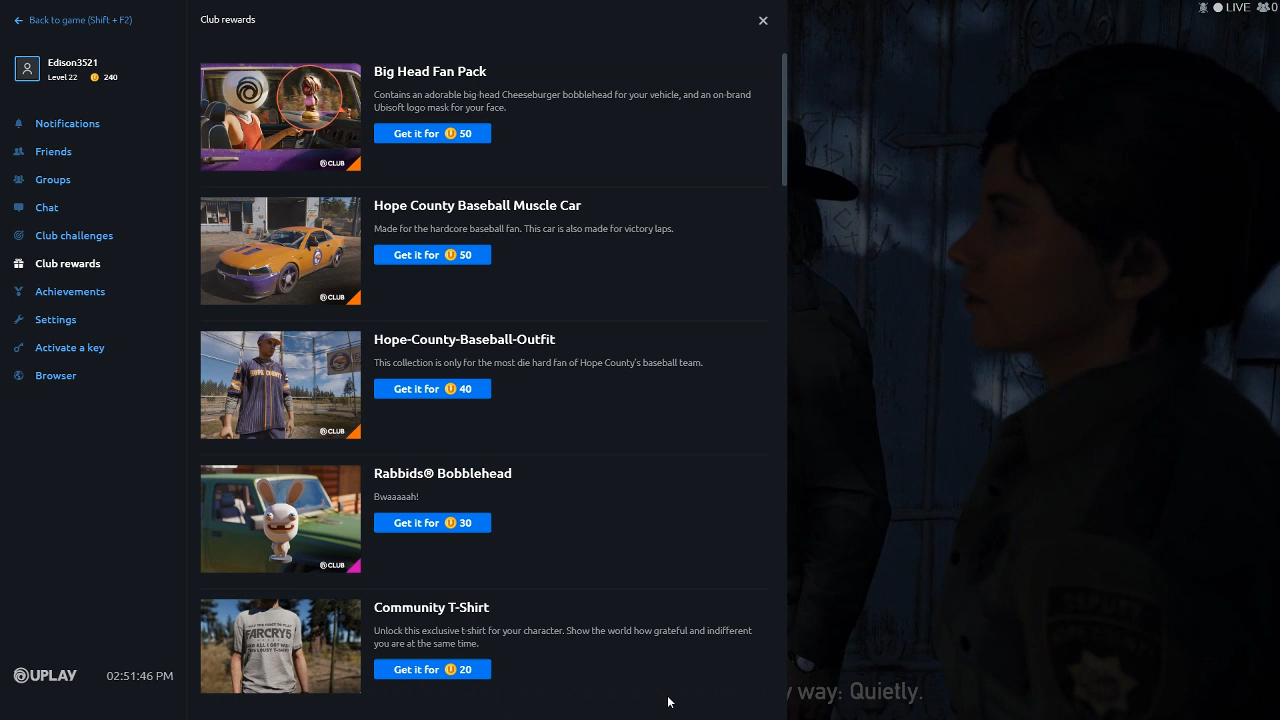 Back to game (Shift + F2)
Club rewards
LIVE
0
Edison3521
Level 22
240
Notifications
Friends
Groups
Chat
Club challenges
Club rewards
Achievements
Settings
Activate a key
Browser
UPLAY
02:51:46 PM
Big Head Fan Pack
Contains an adorable big-head Cheeseburger bobblehead for your vehicle, and an on-brand
Ubisoft logo mask for your face.
Get it for 50
CLUB
Hope County Baseball Muscle Car
Made for the hardcore baseball fan. This car is also made for victory laps.
Get it for 50
CLUB
Hope-County-Baseball-Outfit
This collection is only for the most die hard fan of Hope County's baseball team.
Get it for 40
HOPE COUNTY
CLUB
Rabbids® Bobblehead
Bwaaaaah!
Get it for 30
CLUB
Community T-Shirt
Unlock this exclusive t-shirt for your character. Show the world how grateful and indifferent
you are at the same time.
Get it for 20
FARCRY5
y way: Quietly.